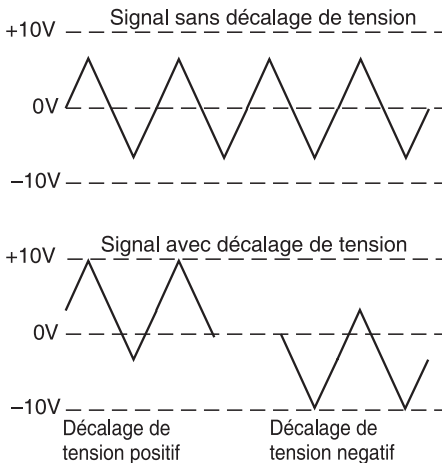 Signal sans décalage de tension
+10V
0V
−10V
Signal avec décalage de tension
+10V
0V
−10V
Décalage de
tension positif
Décalage de
tension negatif